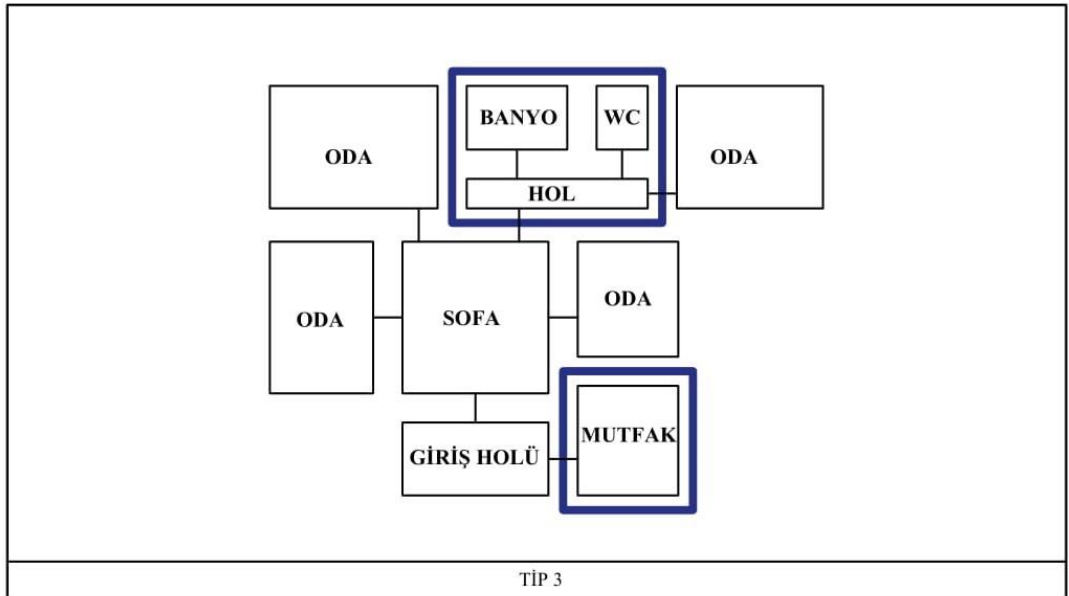 BANYO
WC
ODA
ODA
HOL
ODA
SOFA
ODA
GİRİŞ HOLÜ
MUTFAK
TİP 3